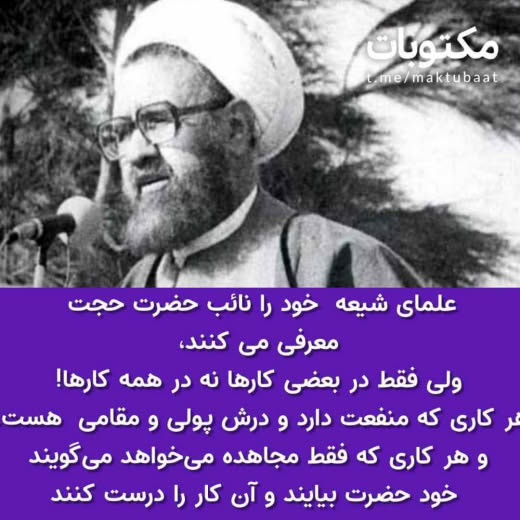 مکتوبات
t.me/maktubaat
علمای شیعه خود را نائب حضرت حجت
معرفی می کنند،
ولی فقط در بعضی کارها نه در همه کارها!
هر کاری که منفعت دارد و درش پولی و مقامی هست
و هر کاری که فقط مجاهده می‌خواهد می‌گویند
خود حضرت بیایند و آن کار را درست کنند